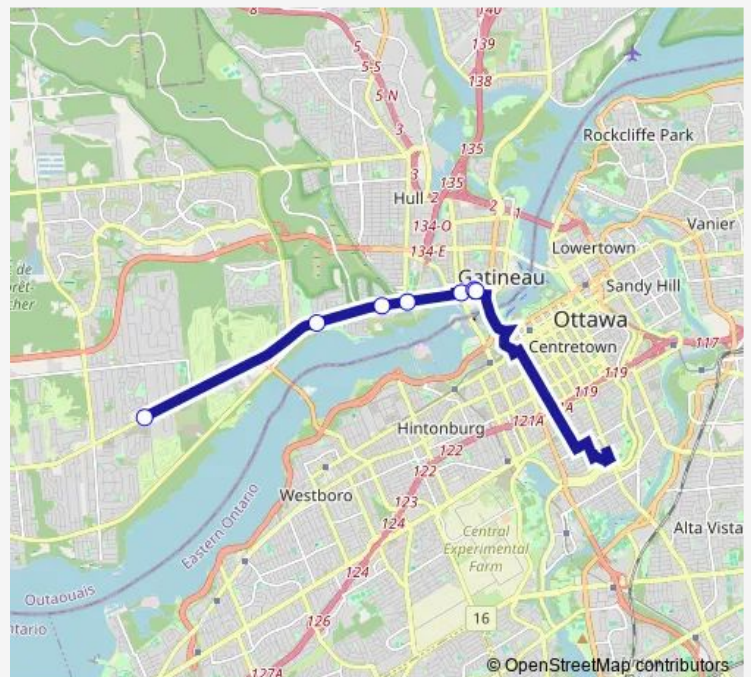 8
140
139
5
5-S
138
5-N
3
135
Rockcliffe Park
3
135
Hull
2
2
1
134-O
Vanier
134-E
Lowertown
Gatineau
Sandy Hill
Ottawa
117
Centretown
119
119
121A
Hintonburg
122
122
123
Westboro
124
Central
Experimental
Farm
Alta Vista
Eastern Ontario
124
Outaouais
126
16
127A
© OpenStreetMap contributors